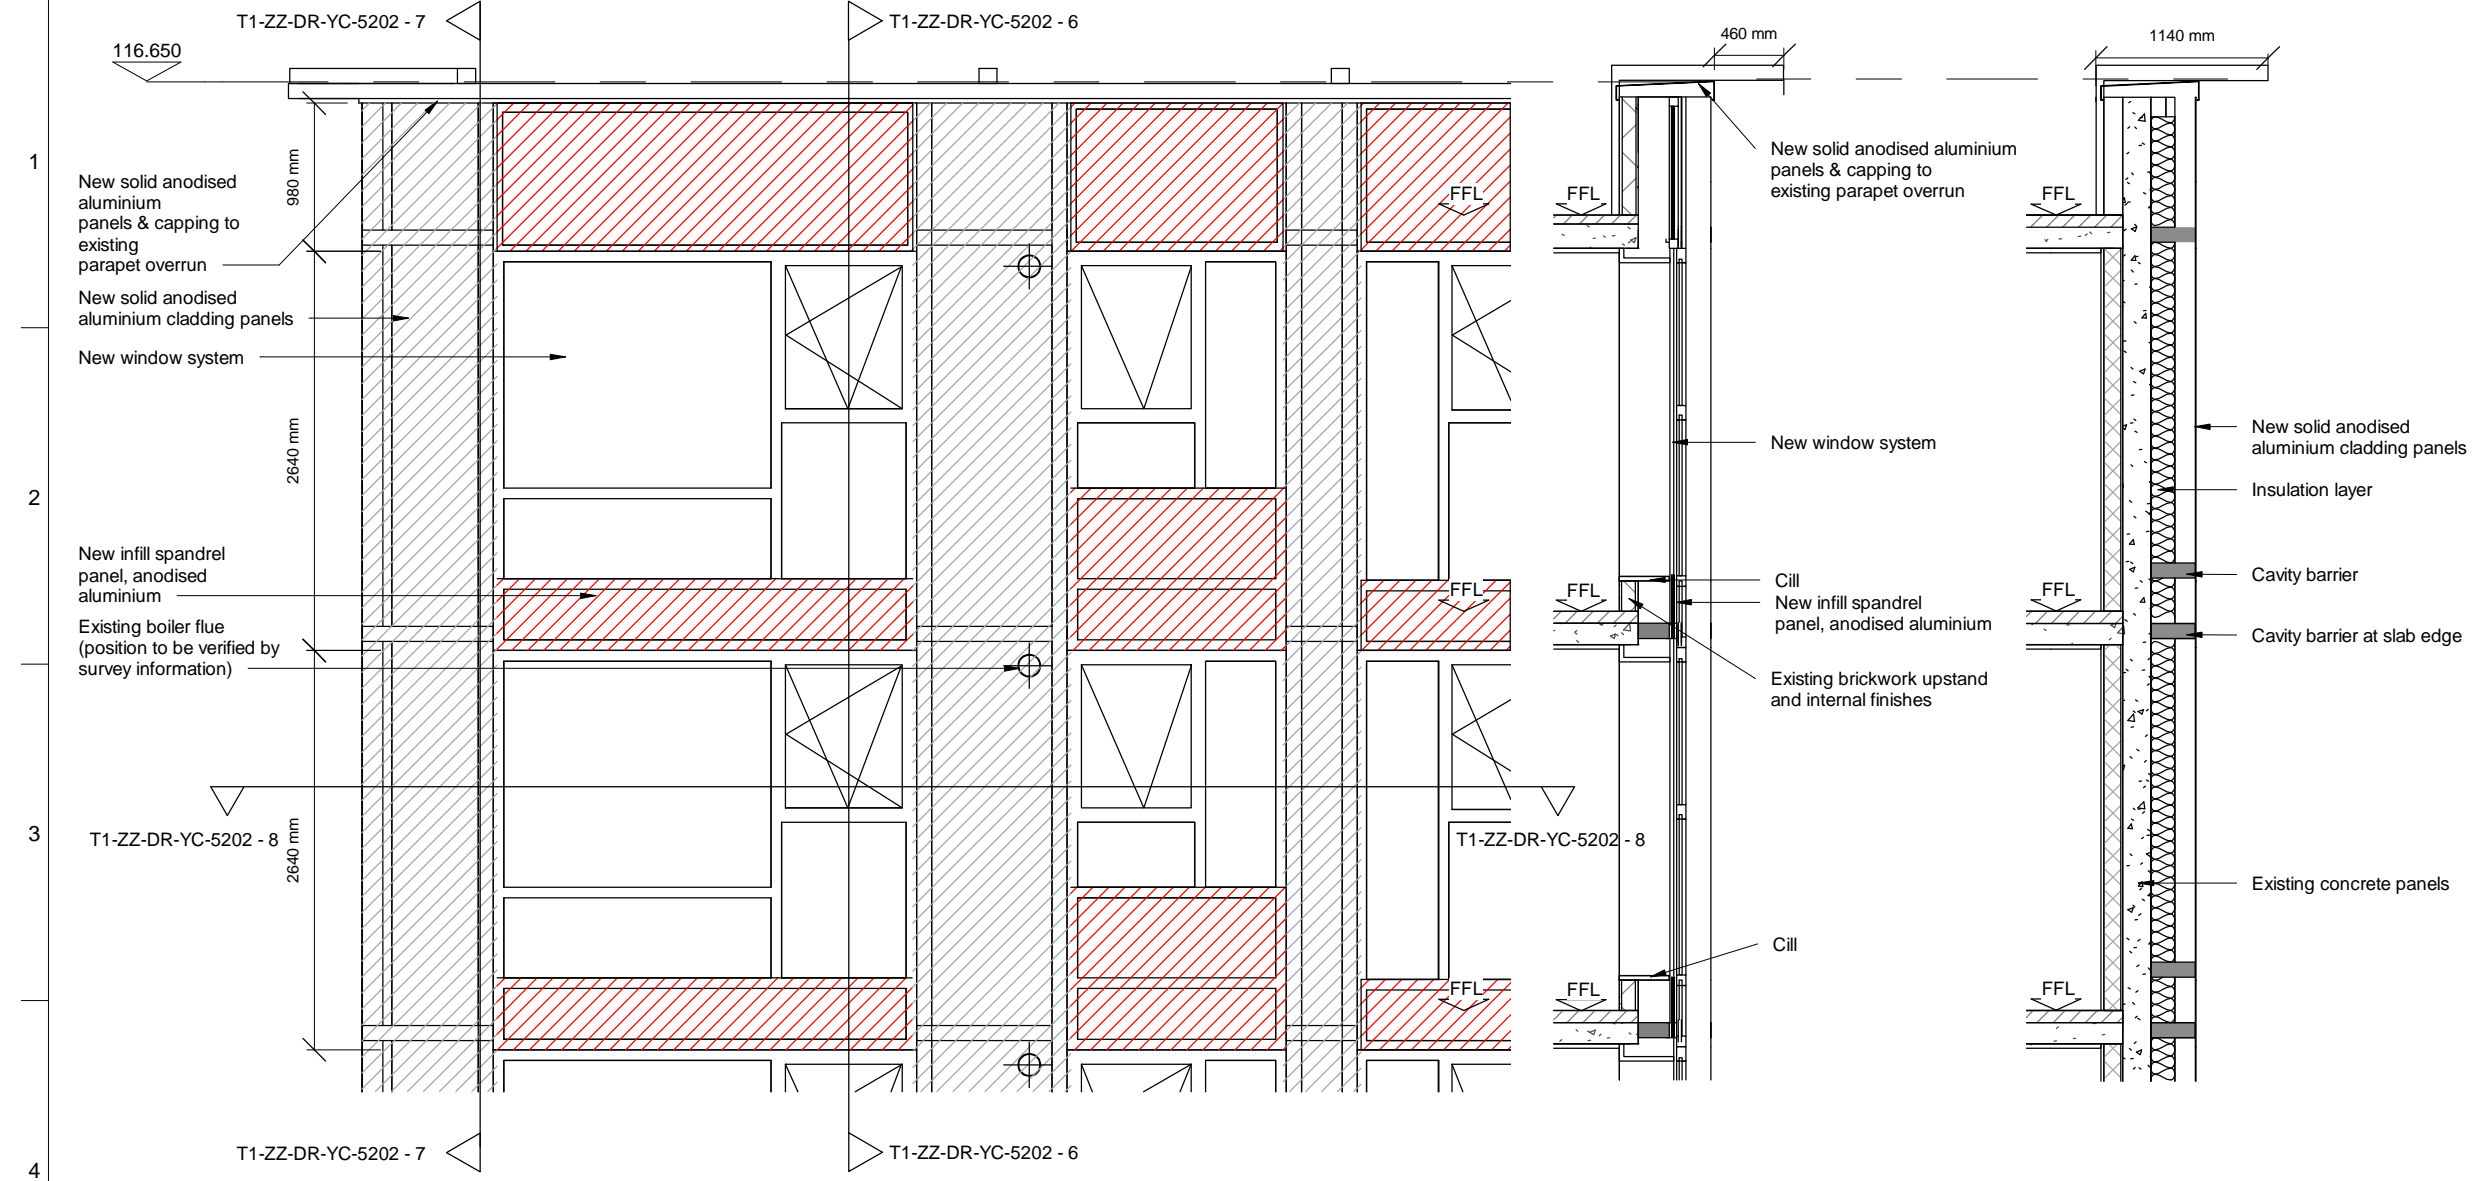 T1-ZZ-DR-YC-5202 - 7
T1-ZZ-DR-YC-5202 - 6
116.650
460 mm
1140 mm
1
2
3
4
980 mm
2640 mm
2640 mm
New solid anodised
aluminium
panels & capping to
existing
parapet overrun
New solid anodised
aluminium cladding panels
New window system
New infill spandrel
panel, anodised
aluminium
Existing boiler flue
(position to be verified by
survey information)
T1-ZZ-DR-YC-5202 - 8
T1-ZZ-DR-YC-5202 - 8
T1-ZZ-DR-YC-5202 - 7
T1-ZZ-DR-YC-5202 - 6
FFL
FFL
FFL
FFL
FFL
FFL
New solid anodised aluminium
panels & capping to
existing parapet overrun
New window system
Cill
New infill spandrel
panel, anodised aluminium
Existing brickwork upstand
and internal finishes
Cill
FFL
FFL
FFL
New solid anodised
aluminium cladding panels
Insulation layer
Cavity barrier
Cavity barrier at slab edge
Existing concrete panels